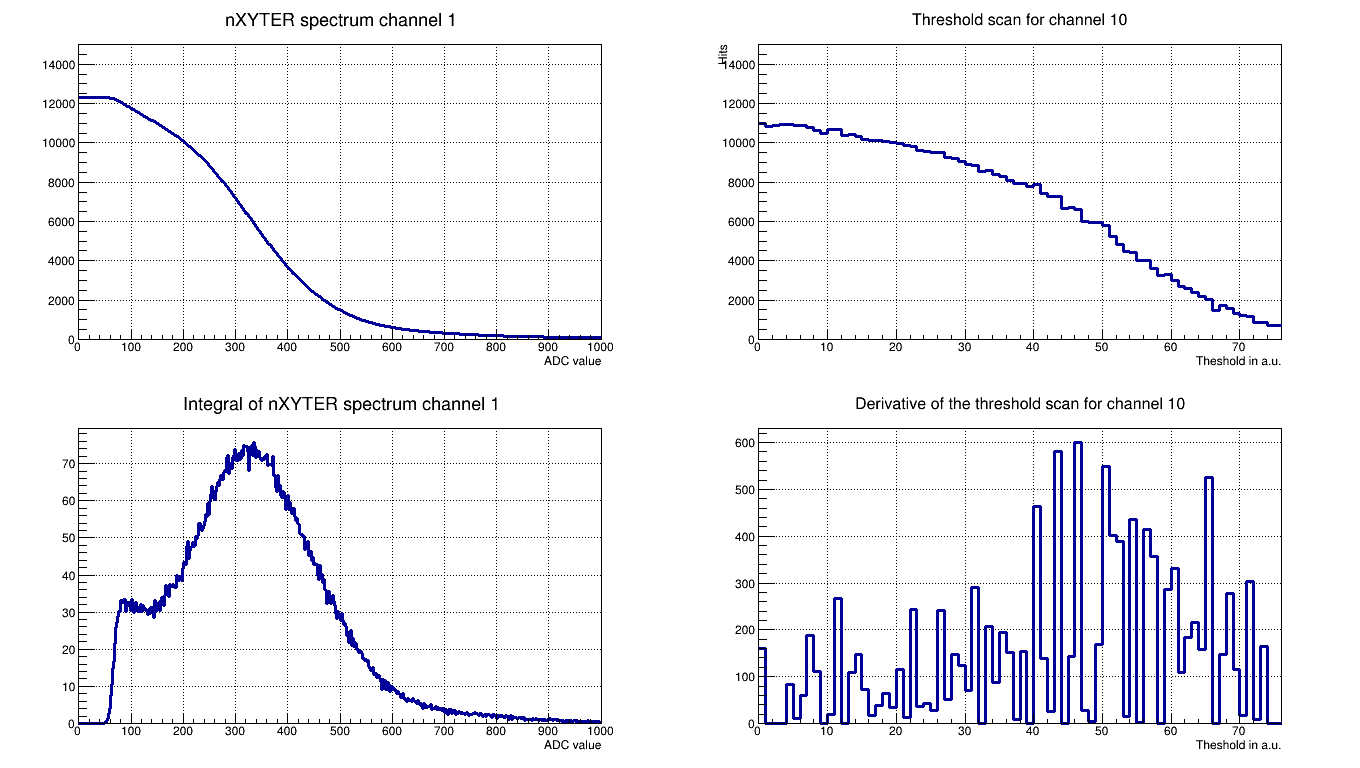 nXYTER spectrum channel 1
14000
12000
10000
8000
6000
4000
2000
0
0 100 200 300 400 500 600 700 800 900 1000
ADC value
Threshold scan for channel 10
Hits
14000
12000
10000
8000
6000
4000
2000
0
0 10 20 30 40 50 60 70
Theshold in a.u.
Integral of nXYTER spectrum channel 1
70
60
50
40
30
20
10
0
0 100 200 300 400 500 600 700 800 900 1000
ADC value
Derivative of the threshold scan for channel 10
600
500
400
300
200
100
0
0 10 20 30 40 50 60 70
Theshold in a.u.